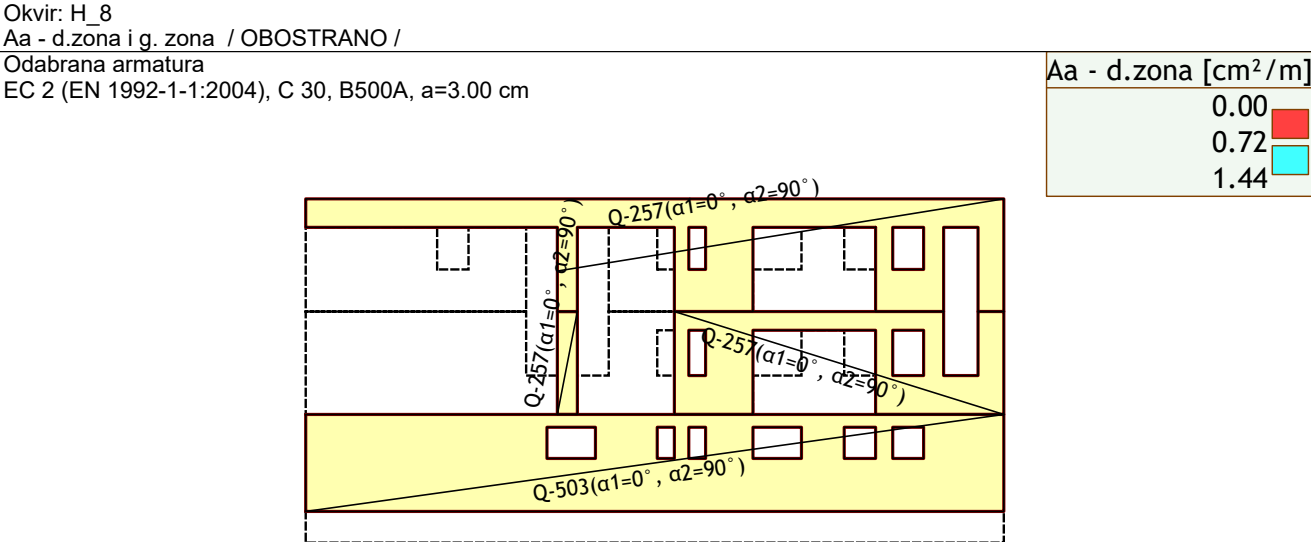 Okvir: H_8
Aa - d.zona i g. zona / OBOSTRANO /
Odabrana armatura
EC 2 (EN 1992-1-1:2004), C 30, B500A, a=3.00 cm
Aa - d.zona [cm²/m]
0.00
0.72
1.44
Q-257(α1=0°, α2=90°)
Q-257(α1=0°, α2=90°)
Q-257(α1=0°, α2=90°)
Q-503(α1=0°, α2=90°)